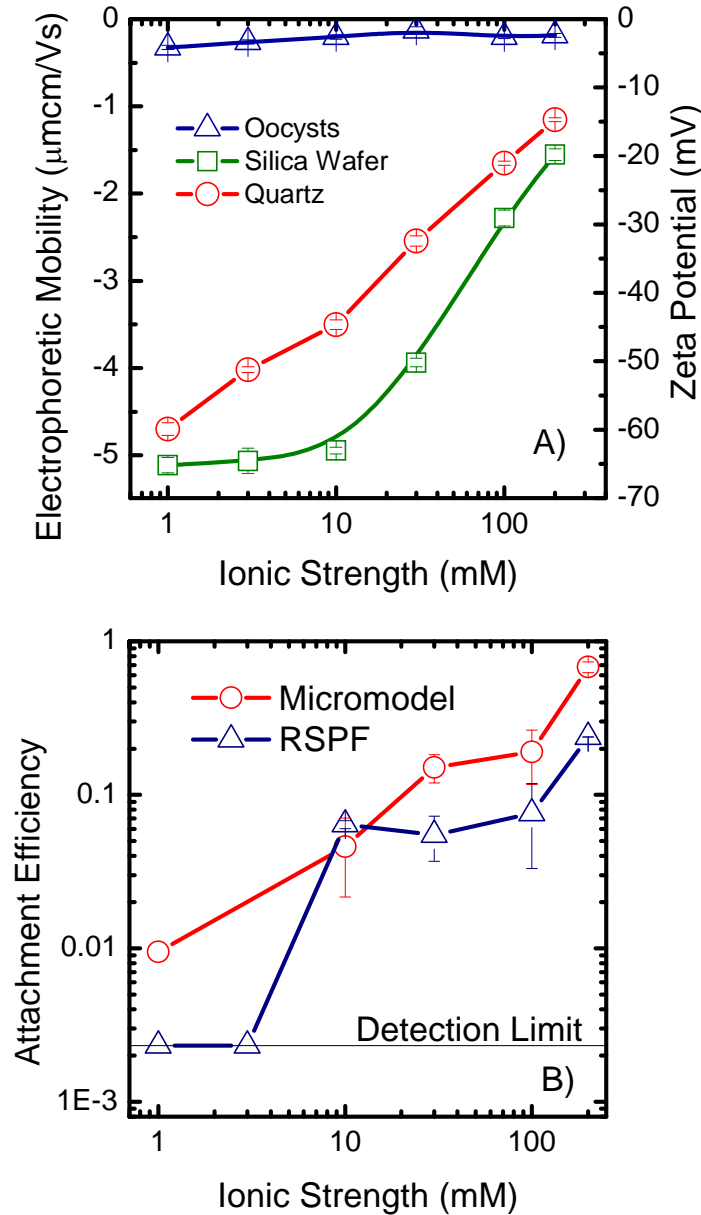 0
-1
-2
-3
-4
-5
Electrophoretic Mobility (μmcm/Vs)
0
-10
-20
-30
-40
-50
-60
-70
Zeta Potential (mV)
Oocysts
Silica Wafer
Quartz
A)
1
10
100
Ionic Strength (mM)
1
0.1
0.01
1E-3
Attachment Efficiency
Micromodel
RSPF
Detection Limit
B)
1
10
100
Ionic Strength (mM)